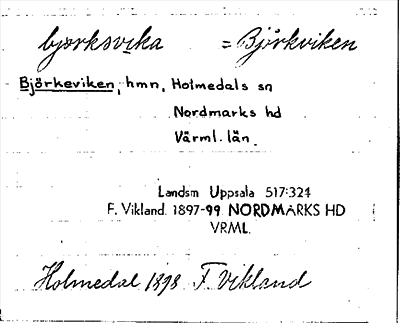 bjørksvika = Björkviken
Björkeviken, hmn, Holmedals sn
Nordmarks hd
Värml. län.
Landsm Uppsala 517:324
F. Vikland. 1897-99 NORDMARKS HD
VRML.
Holmedal 1898 F. Vikland